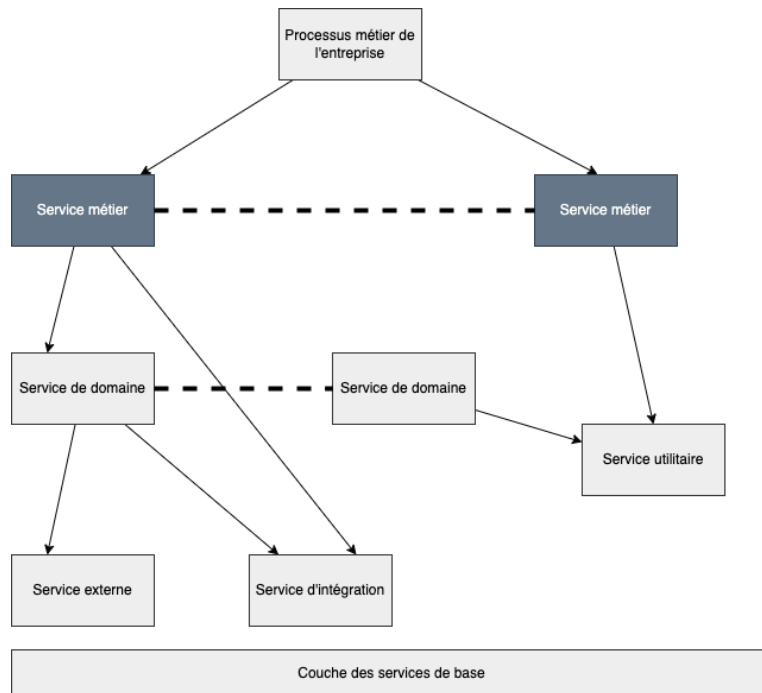 Processus métier de
l'entreprise
Service métier
Service métier
Service de domaine
Service de domaine
Service utilitaire
Service externe
Service d'intégration
Couche des services de base